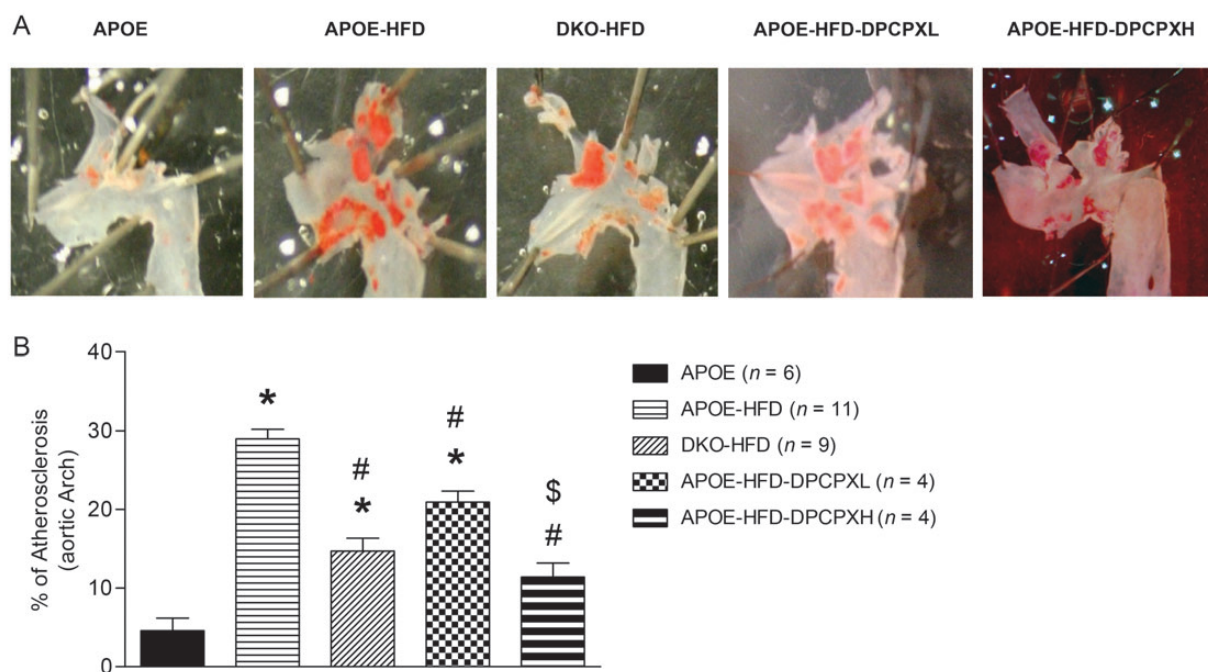 A
APOE APOE-HFD DKO-HFD APOE-HFD-DPCPXL APOE-HFD-DPCPXH
B
% of Atherosclerosis
(aortic Arch)
40
30
20
10
0
*
#
*
#
*
$
#
APOE (n = 6)
APOE-HFD (n = 11)
DKO-HFD (n = 9)
APOE-HFD-DPCPXL (n = 4)
APOE-HFD-DPCPXH (n = 4)